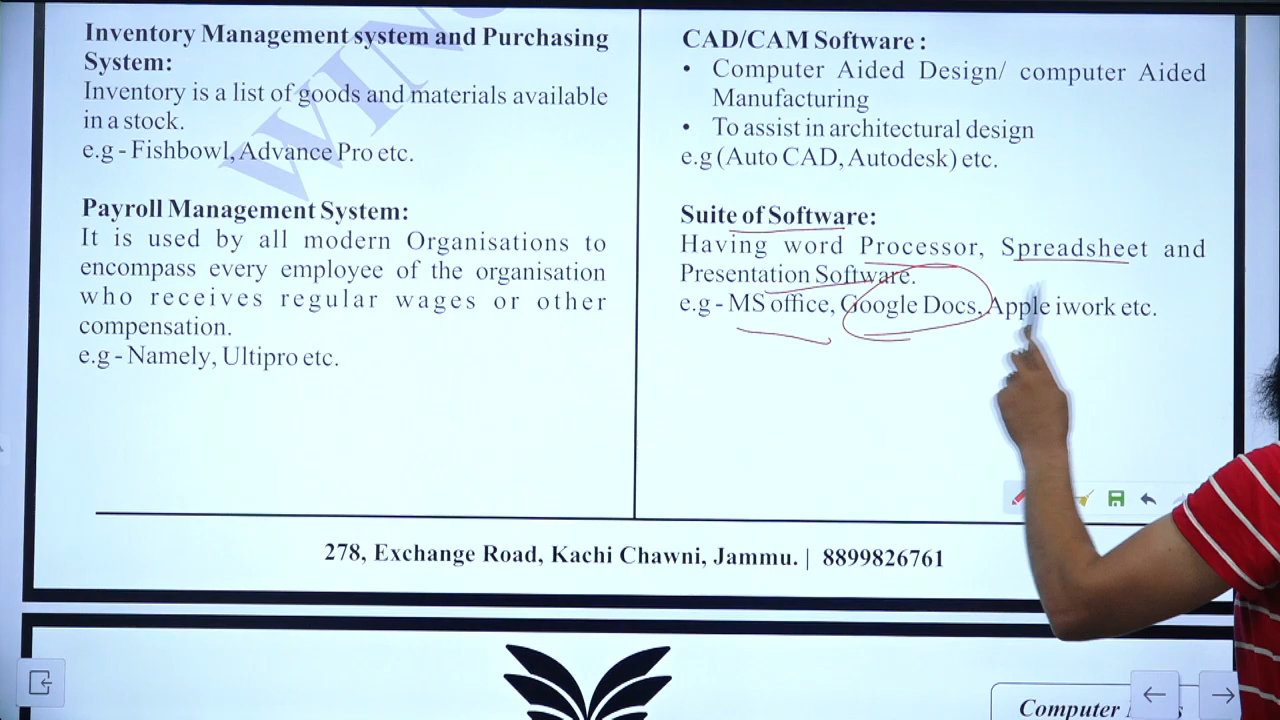 Inventory Management system and Purchasing
System:
Inventory is a list of goods and materials available
in a stock.
e.g - Fishbowl, Advance Pro etc.
Payroll Management System:
It is used by all modern Organisations to
encompass every employee of the organisation
who receives regular wages or other
compensation.
e.g - Namely, Ultipro etc.
CAD/CAM Software :
• Computer Aided Design/ computer Aided
Manufacturing
• To assist in architectural design
e.g (Auto CAD, Autodesk) etc.
Suite of Software:
Having word Processor, Spreadsheet and
Presentation Software.
e.g - MS office, Google Docs, Apple iwork etc.
278, Exchange Road, Kachi Chawni, Jammu. | 8899826761
Computer